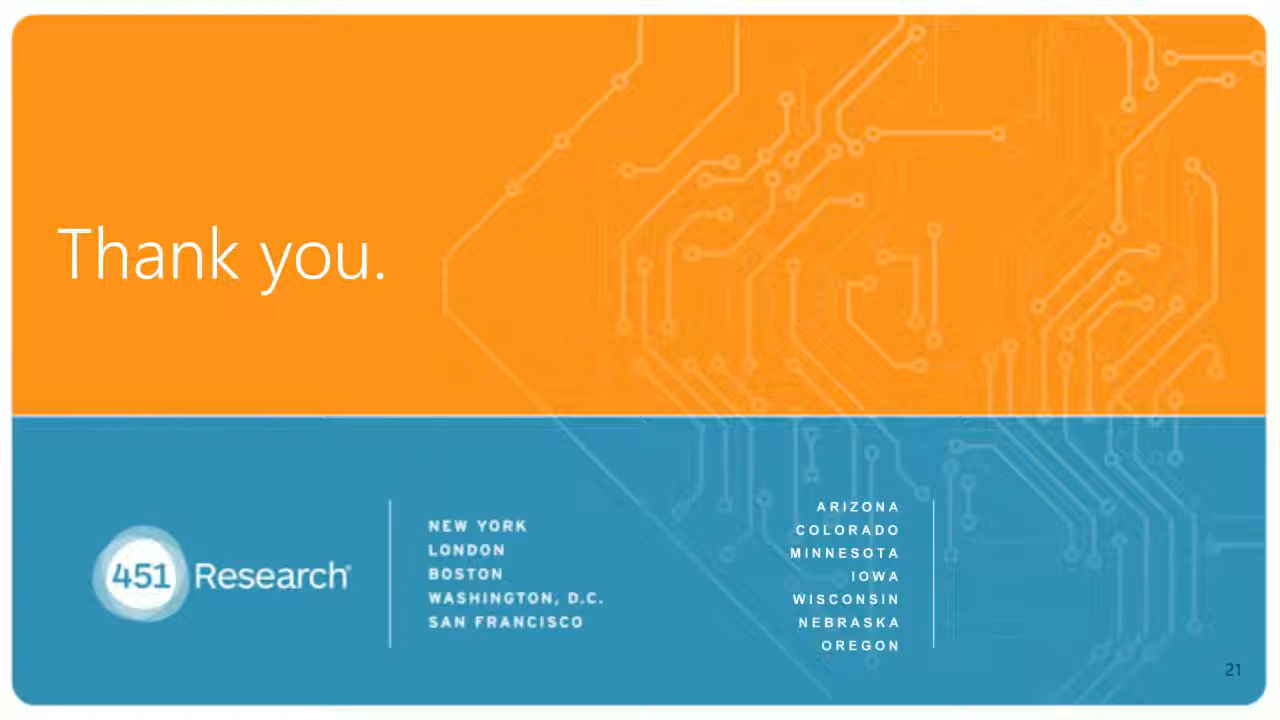 Thank you.
451 Research®
NEW YORK
LONDON
BOSTON
WASHINGTON, D.C.
SAN FRANCISCO
ARIZONA
COLORADO
MINNESOTA
IOWA
WISCONSIN
NEBRASKA
OREGON
21